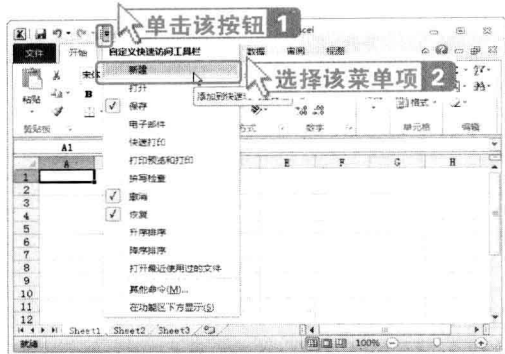 单击该按钮 1
文件 开始 自定义快速访问工具栏 数据 审阅 视图
新建
选择该菜单项 2
打开
添加到快速
粘贴 B 保存
电子邮件
格式
剪贴板 快速打印 方式 数字 单元格 编辑
A1 打印预览和打印
A E F G H
拼写检查
1
2 撤消
3
4 恢复
5 升序排序
6
7 降序排序
8 打开最近使用过的文件
9
10 其他命令(M)...
11 在功能区下方显示(S)
12
Sheet1 Sheet2 Sheet3
就绪 100%